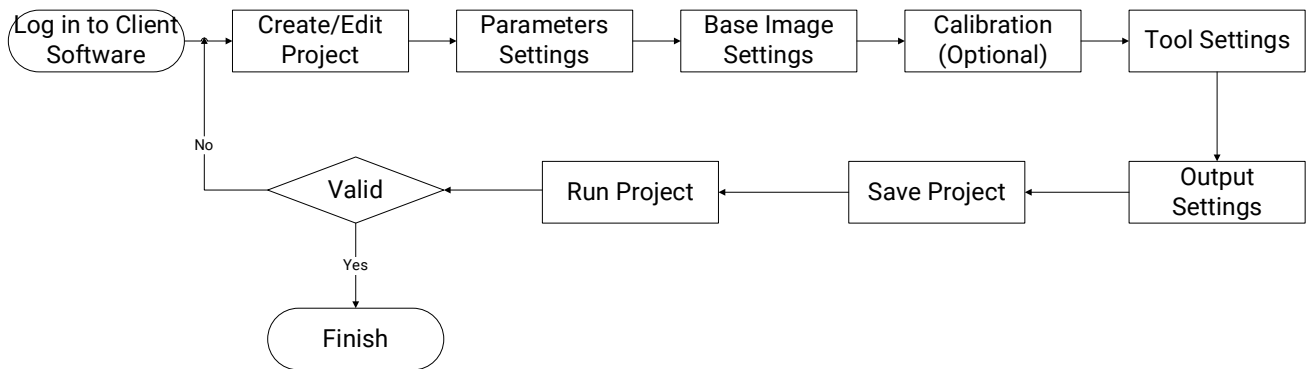 Log in to Client
Software
Create/Edit
Project
Parameters
Settings
Base Image
Settings
Calibration
(Optional)
Tool Settings
Output
Settings
Save Project
Run Project
Valid
No
Yes
Finish